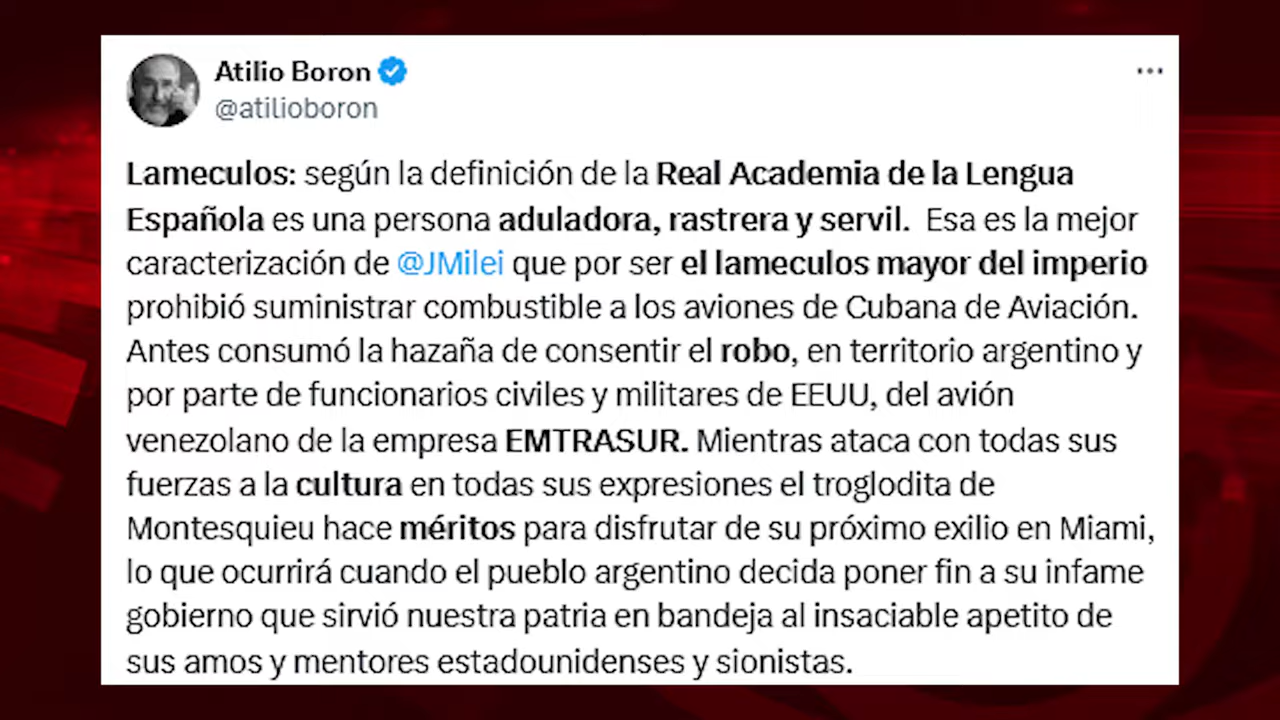 Atilio Boron
@atilioboron
Lameculos: según la definición de la Real Academia de la Lengua
Española es una persona aduladora, rastrera y servil. Esa es la mejor
caracterización de @JMilei que por ser el lameculos mayor del imperio
prohibió suministrar combustible a los aviones de Cubana de Aviación.
Antes consumó la hazaña de consentir el robo, en territorio argentino y
por parte de funcionarios civiles y militares de EEUU, del avión
venezolano de la empresa EMTRASUR. Mientras ataca con todas sus
fuerzas a la cultura en todas sus expresiones el troglodita de
Montesquieu hace méritos para disfrutar de su próximo exilio en Miami,
lo que ocurrirá cuando el pueblo argentino decida poner fin a su infame
gobierno que sirvió nuestra patria en bandeja al insaciable apetito de
sus amos y mentores estadounidenses y sionistas.